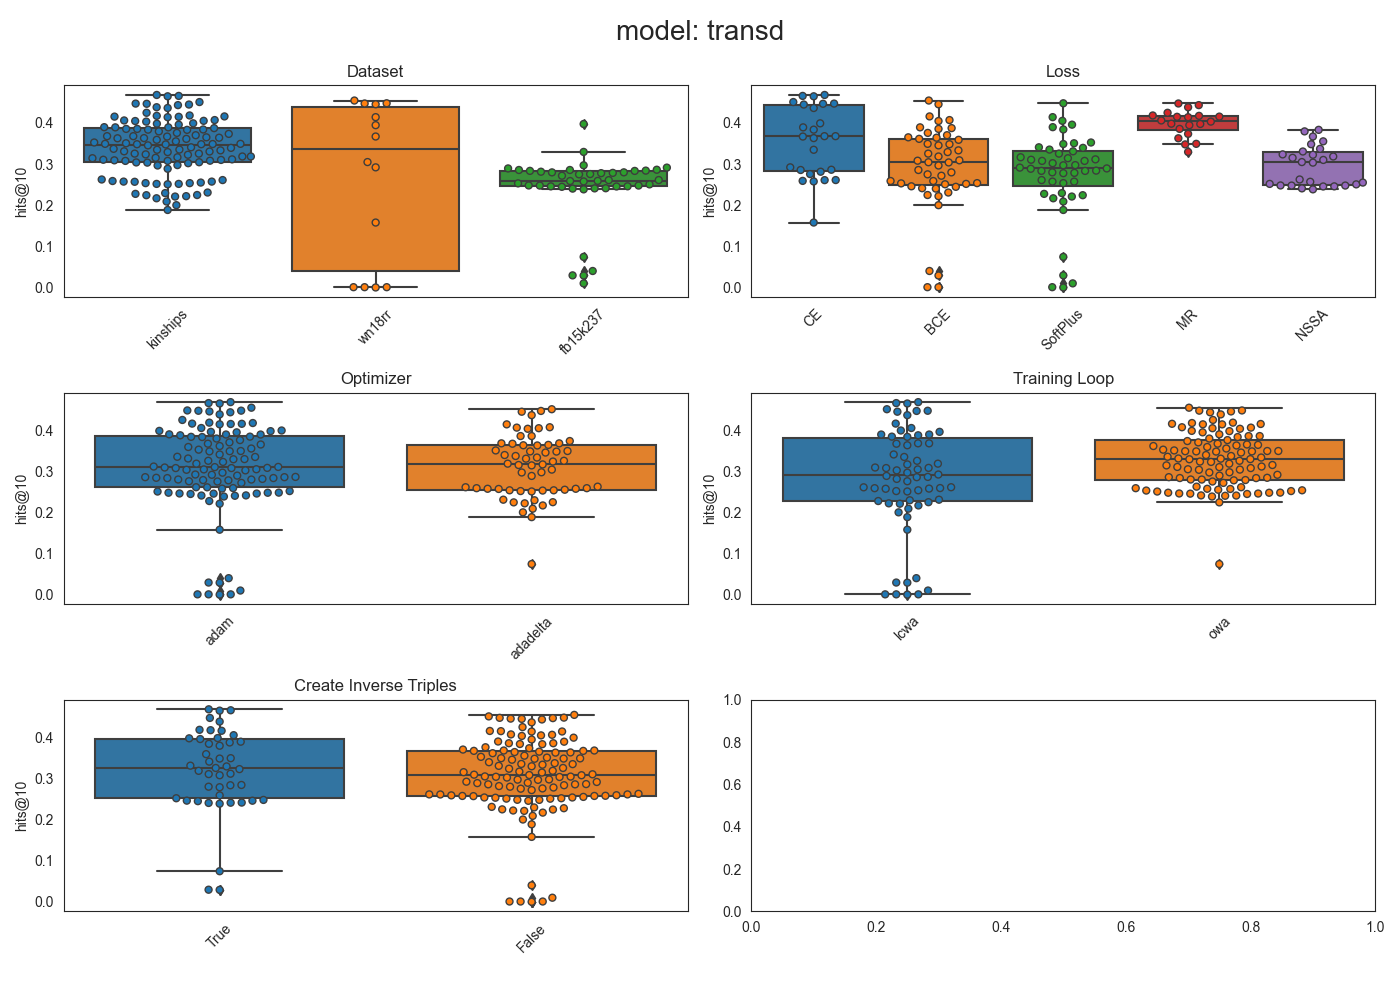 model: transd
Dataset
Loss
hits@10
0.4
0.3
0.2
0.1
0.0
kinships
wn18rr
fb15k237
hits@10
0.4
0.3
0.2
0.1
0.0
CE
BCE
SoftPlus
MR
NSSA
Optimizer
Training Loop
hits@10
0.4
0.3
0.2
0.1
0.0
adam
adadelta
hits@10
0.4
0.3
0.2
0.1
0.0
lcwa
owa
Create Inverse Triples
hits@10
0.4
0.3
0.2
0.1
0.0
True
False
1.0
0.8
0.6
0.4
0.2
0.0
0.0 0.2 0.4 0.6 0.8 1.0